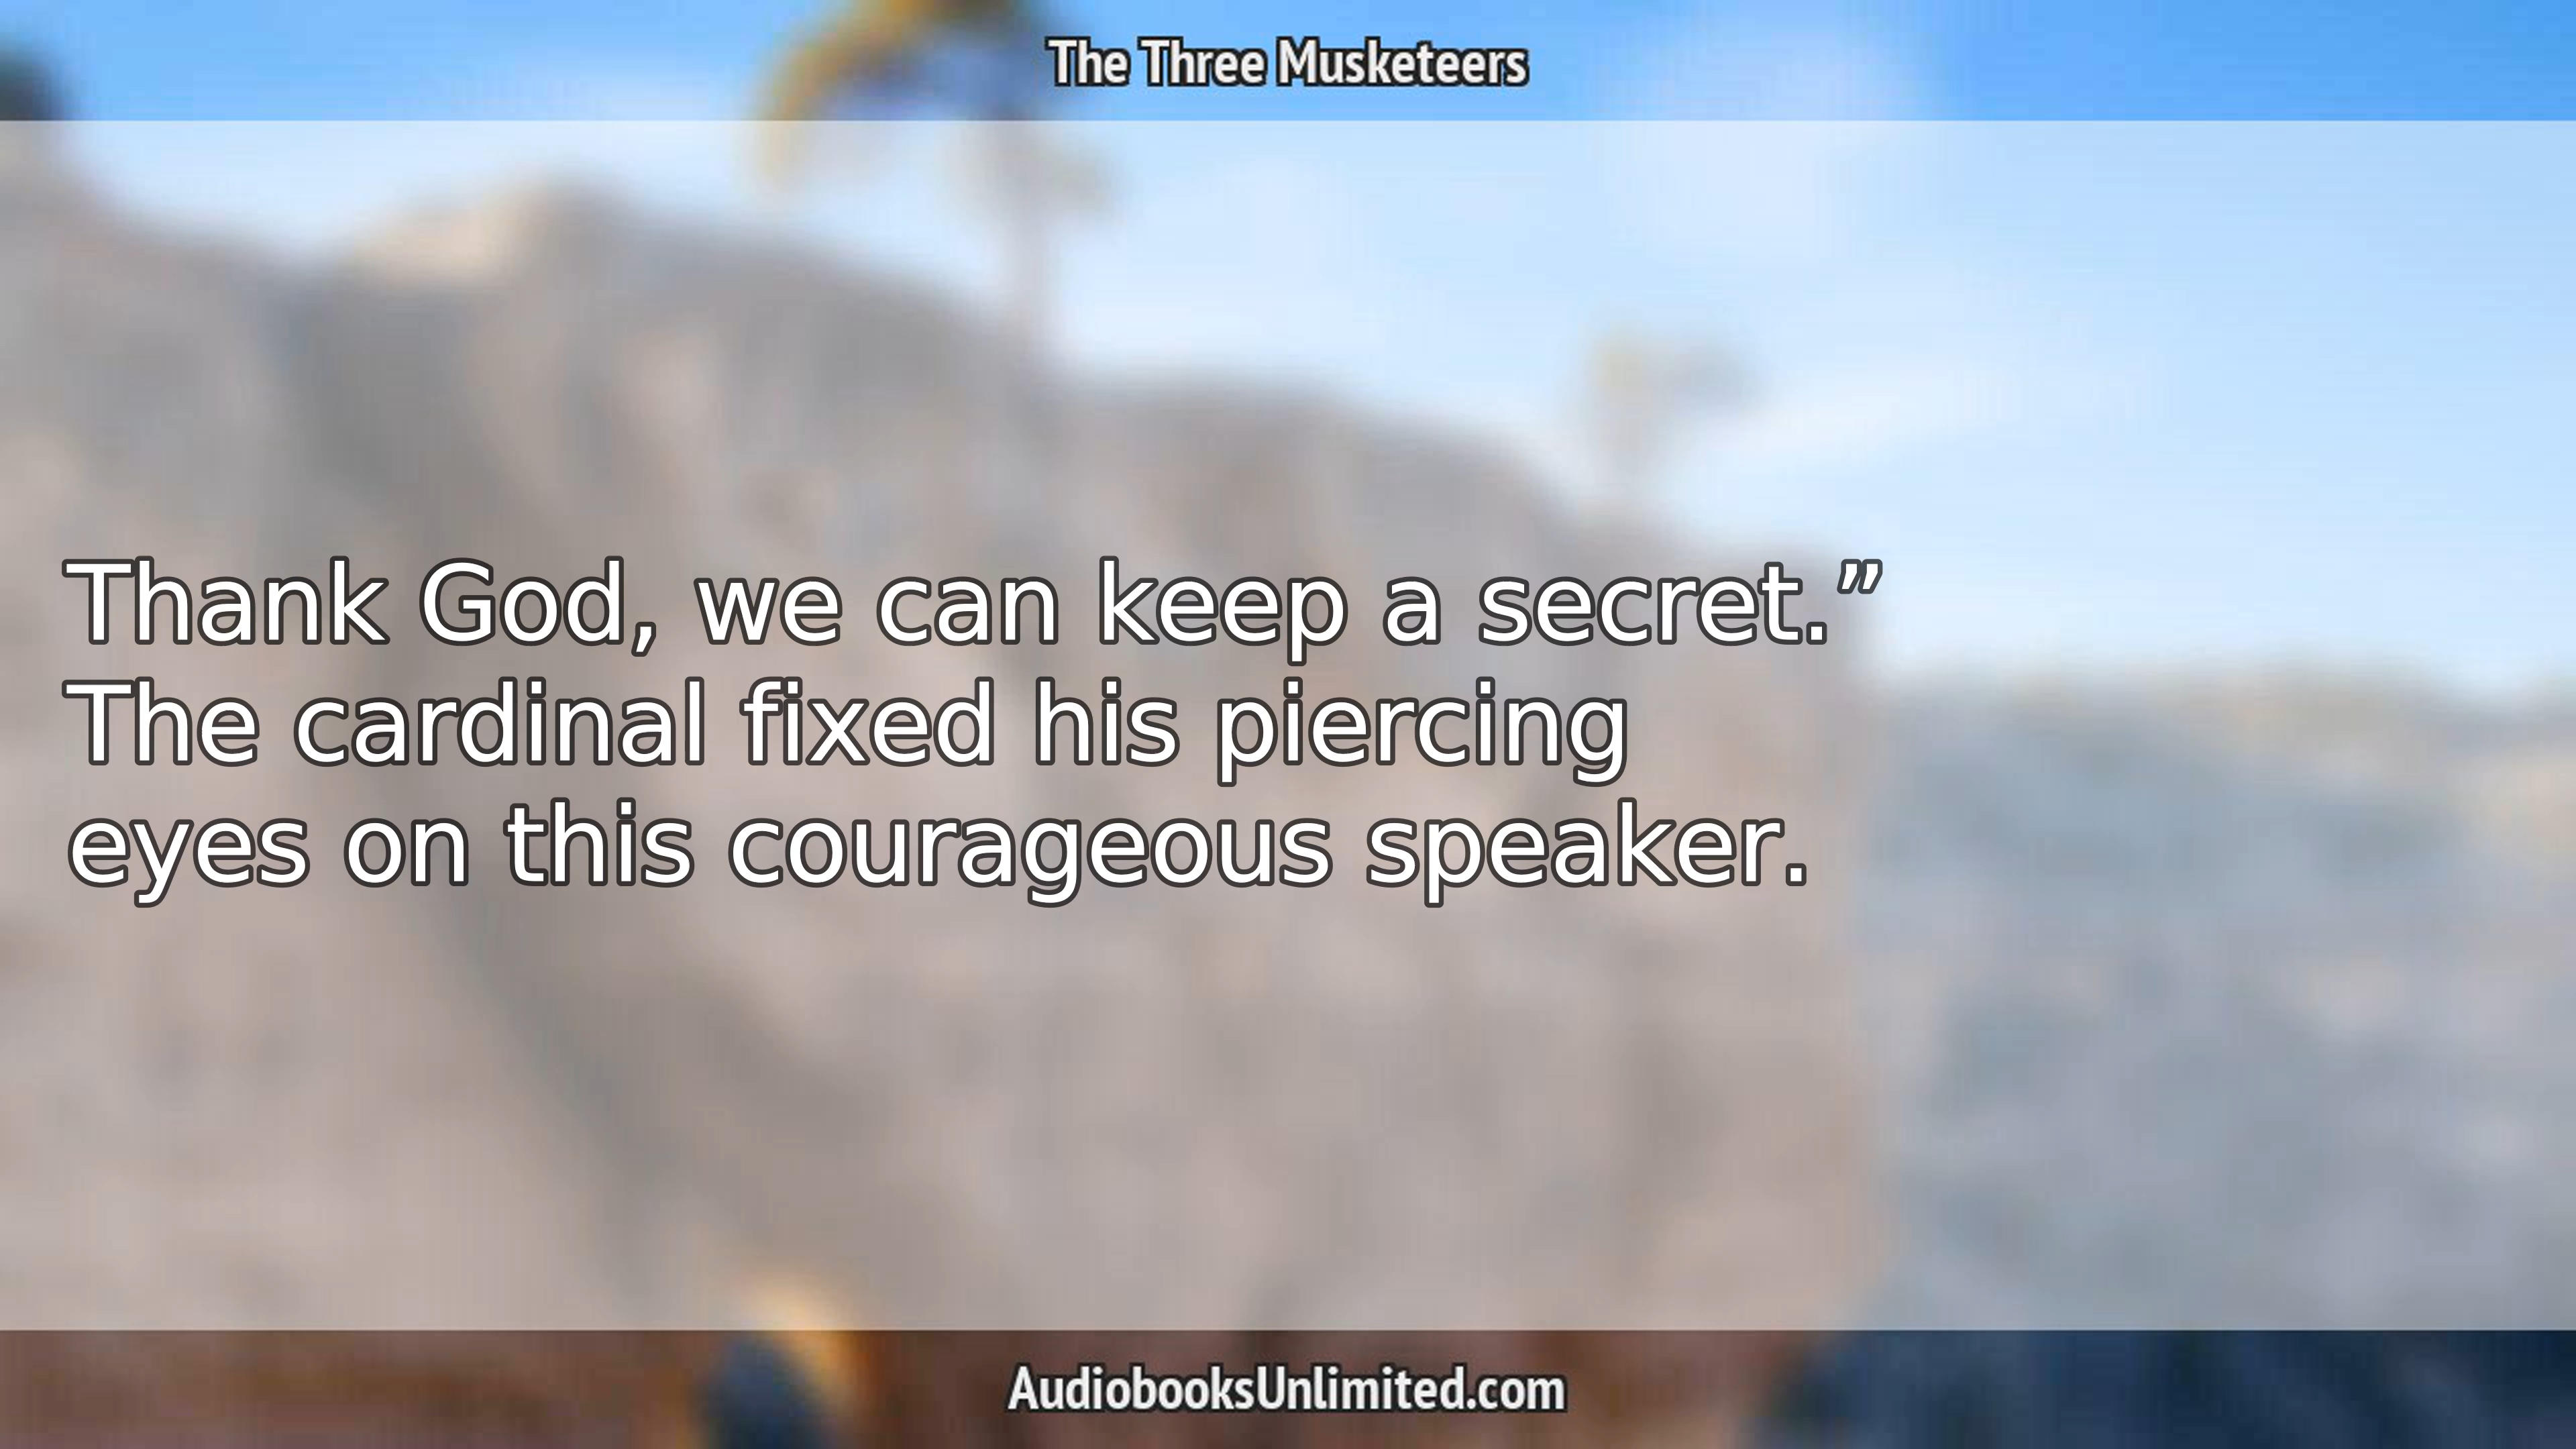 The Three Musketeers
Thank God, we can keep a secret.”
The cardinal fixed his piercing
eyes on this courageous speaker.
AudiobooksUnlimited.com